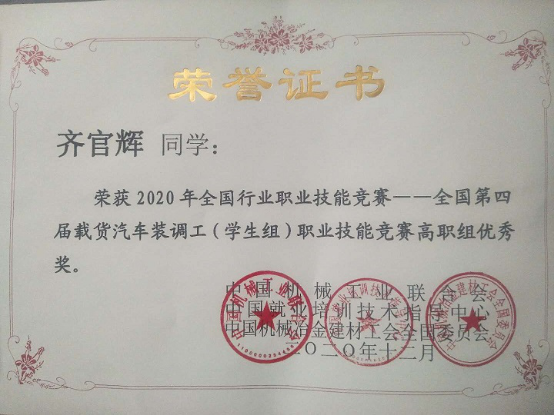 荣誉证书
齐官辉 同学：
荣获2020年全国行业职业技能竞赛——全国第四
届载货汽车装调工（学生组）职业技能竞赛高职组优秀
奖。
中国机械工业联合会
中国就业培训技术指导中心
中国机械冶金建材工会全国委员会
二〇二〇年十二月